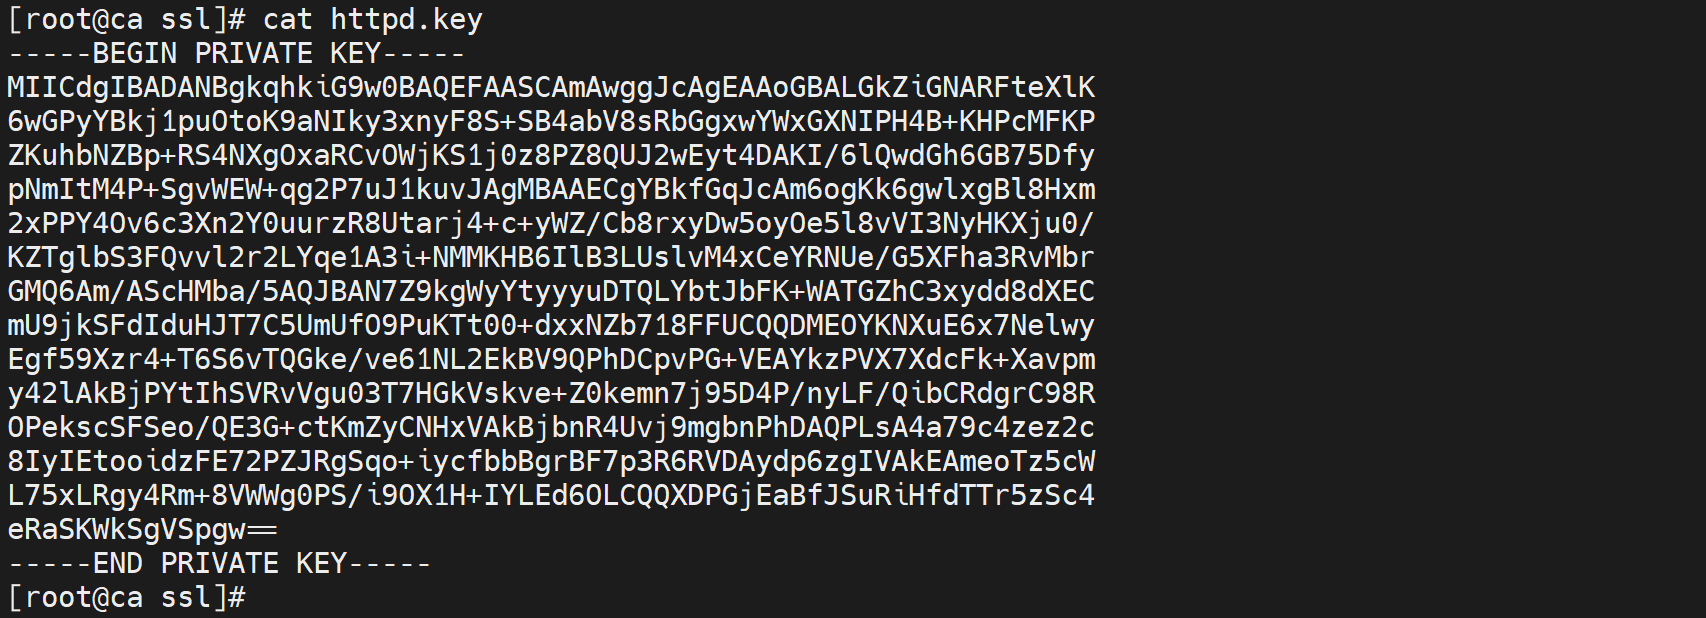 [root@ca ssl]# cat httpd.key
-----BEGIN PRIVATE KEY-----
MIICdgIBADANBgkqhkiG9w0BAQEFAASCAmAwggJcAgEAAoGBALGkZiGNARFteXlK
6wGPyYBkj1puOtoK9aNIky3xnyF8S+SB4abV8sRbGgxwYWxGXNIPH4B+KHPcMFKP
ZKuhbNZBp+RS4NXgOxaRCvOWjKS1j0z8PZ8QUJ2wEyt4DAKI/6lQwdGh6GB75Dfy
pNmItM4P+SgvWEW+qg2P7uJ1kuvJAgMBAAECgYBkfGqJcAm6ogKk6gwlxgBl8Hxm
2xPPY4Ov6c3Xn2Y0uurzR8Utarj4+c+yWZ/Cb8rxyDw5oyOe5l8vVI3NyHKXju0/
KZTglbS3FQvvl2r2LYqe1A3i+NMMKHB6IlB3LUslvM4xCeYRNUe/G5XFha3RvMbr
GMQ6Am/AScHMba/5AQJBAN7Z9kgWyYtyyyuDTQLYbtJbFK+WATGZhC3xydd8dXEC
mU9jkSFdIduHJT7C5UmUfO9PuKTt00+dxxNZb718FFUCQQDMEOYKNXuE6x7Nelwy
Egf59Xzr4+T6S6vTQGke/ve61NL2EkBV9QPhDCpvPG+VEAYkzPVX7XdcFk+Xavpm
y42lAkBjPYtIhSVRvVgu03T7HGkVskve+Z0kemn7j95D4P/nyLF/QibCRdgrC98R
OPekscSFSeo/QE3G+ctKmZyCNHxVAkBjbnR4Uvj9mgbnPhDAQPLsA4a79c4zez2c
8IyIEtooidzFE72PZJRgSqo+iycfbbBgrBF7p3R6RVDAydp6zgIVAkEAmeoTz5cW
L75xLRgy4Rm+8VWWg0PS/i9OX1H+IYLEd6OLCQQXDPGjEaBfJSuRiHfdTTr5zSc4
eRaSKWkSgVSpgw==
-----END PRIVATE KEY-----
[root@ca ssl]#